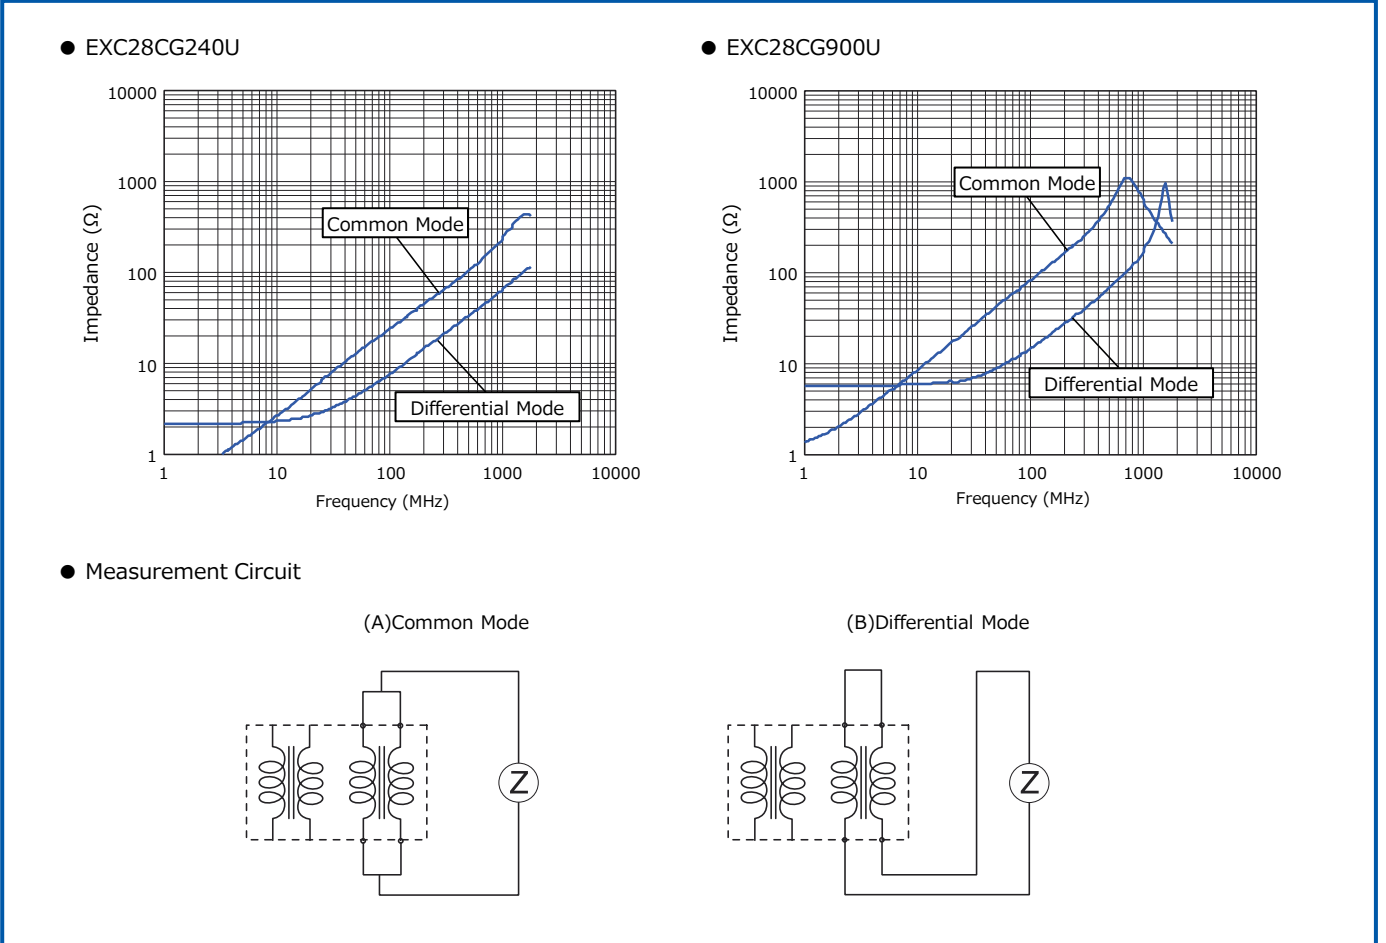 ● EXC28CG240U
10000
1000
100
10
1
Impedance (Ω)
Common Mode
Differential Mode
1 10 100 1000 10000
Frequency (MHz)
● EXC28CG900U
10000
1000
100
10
1
Impedance (Ω)
Common Mode
Differential Mode
1 10 100 1000 10000
Frequency (MHz)
● Measurement Circuit
(A)Common Mode
Z
(B)Differential Mode
Z